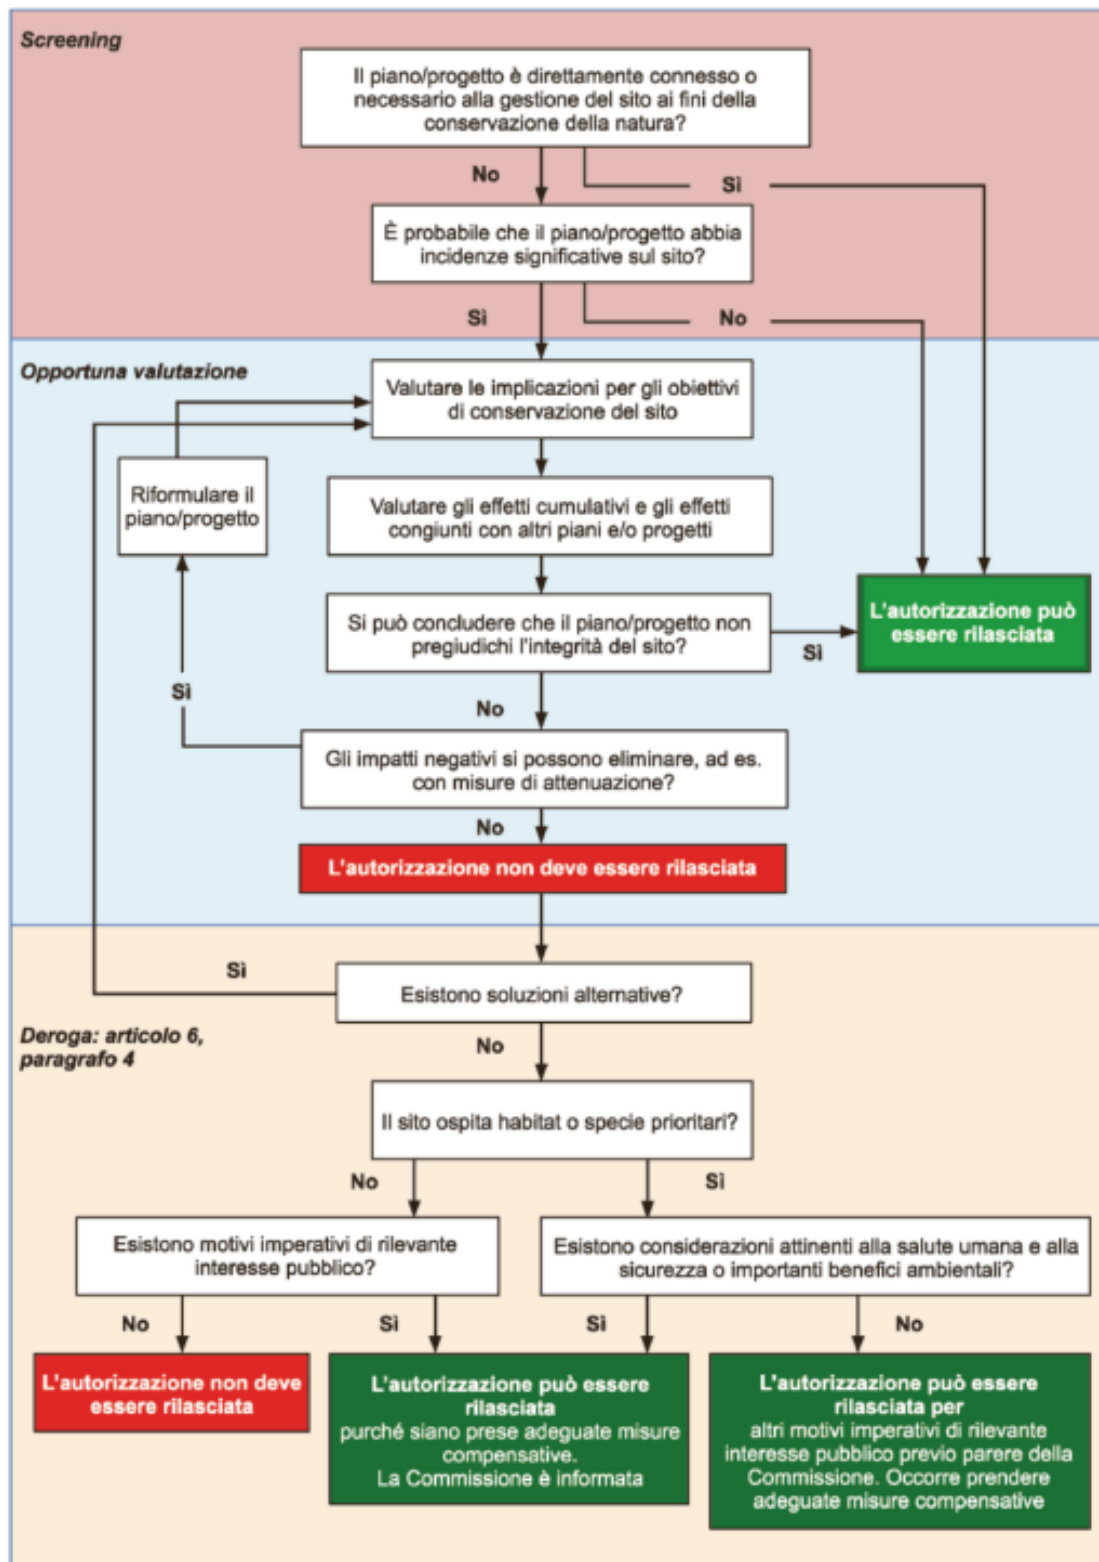 Screening
Il piano/progetto è direttamente connesso o
necessario alla gestione del sito ai fini della
conservazione della natura?
No
Sì
È probabile che il piano/progetto abbia
incidenze significative sul sito?
Sì
No
Opportuna valutazione
Valutare le implicazioni per gli obiettivi
di conservazione del sito
Riformulare il
piano/progetto
Valutare gli effetti cumulativi e gli effetti
congiunti con altri piani e/o progetti
Si può concludere che il piano/progetto non
pregiudichi l'integrità del sito?
Sì
L'autorizzazione può
essere rilasciata
Sì
No
Gli impatti negativi si possono eliminare, ad es.
con misure di attenuazione?
No
L'autorizzazione non deve essere rilasciata
Sì
Esistono soluzioni alternative?
Deroga: articolo 6,
paragrafo 4
No
Il sito ospita habitat o specie prioritari?
No
Sì
Esistono motivi imperativi di rilevante
interesse pubblico?
Esistono considerazioni attinenti alla salute umana e alla
sicurezza o importanti benefici ambientali?
No
Sì
Sì
No
L'autorizzazione non deve
essere rilasciata
L'autorizzazione può essere
rilasciata
purché siano prese adeguate misure
compensative.
La Commissione è informata
L'autorizzazione può essere
rilasciata per
altri motivi imperativi di rilevante
interesse pubblico previo parere della
Commissione. Occorre prendere
adeguate misure compensative